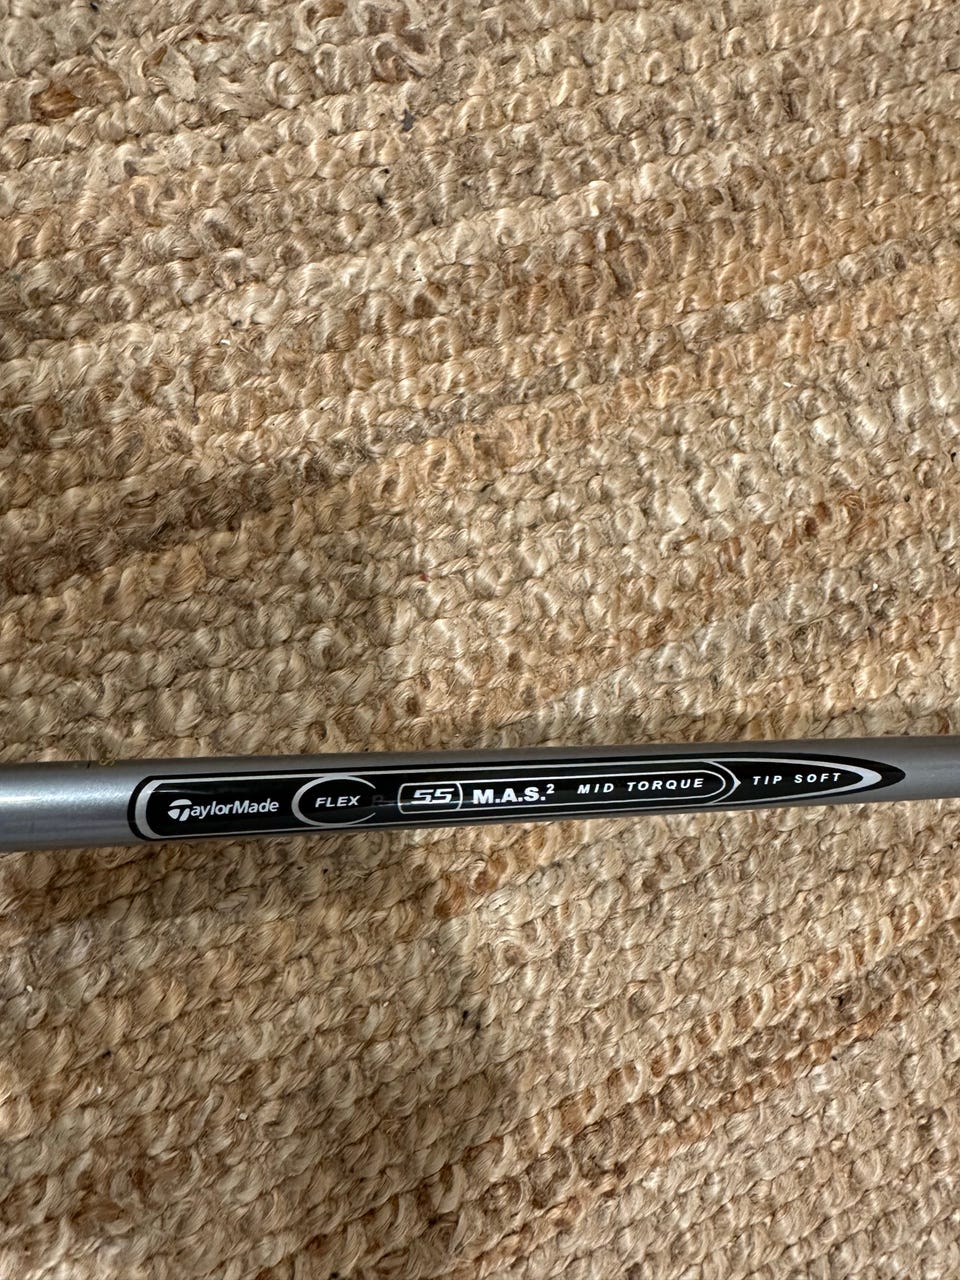 TaylorMade FLEX 55 M.A.S.² MID TORQUE TIP SOFT